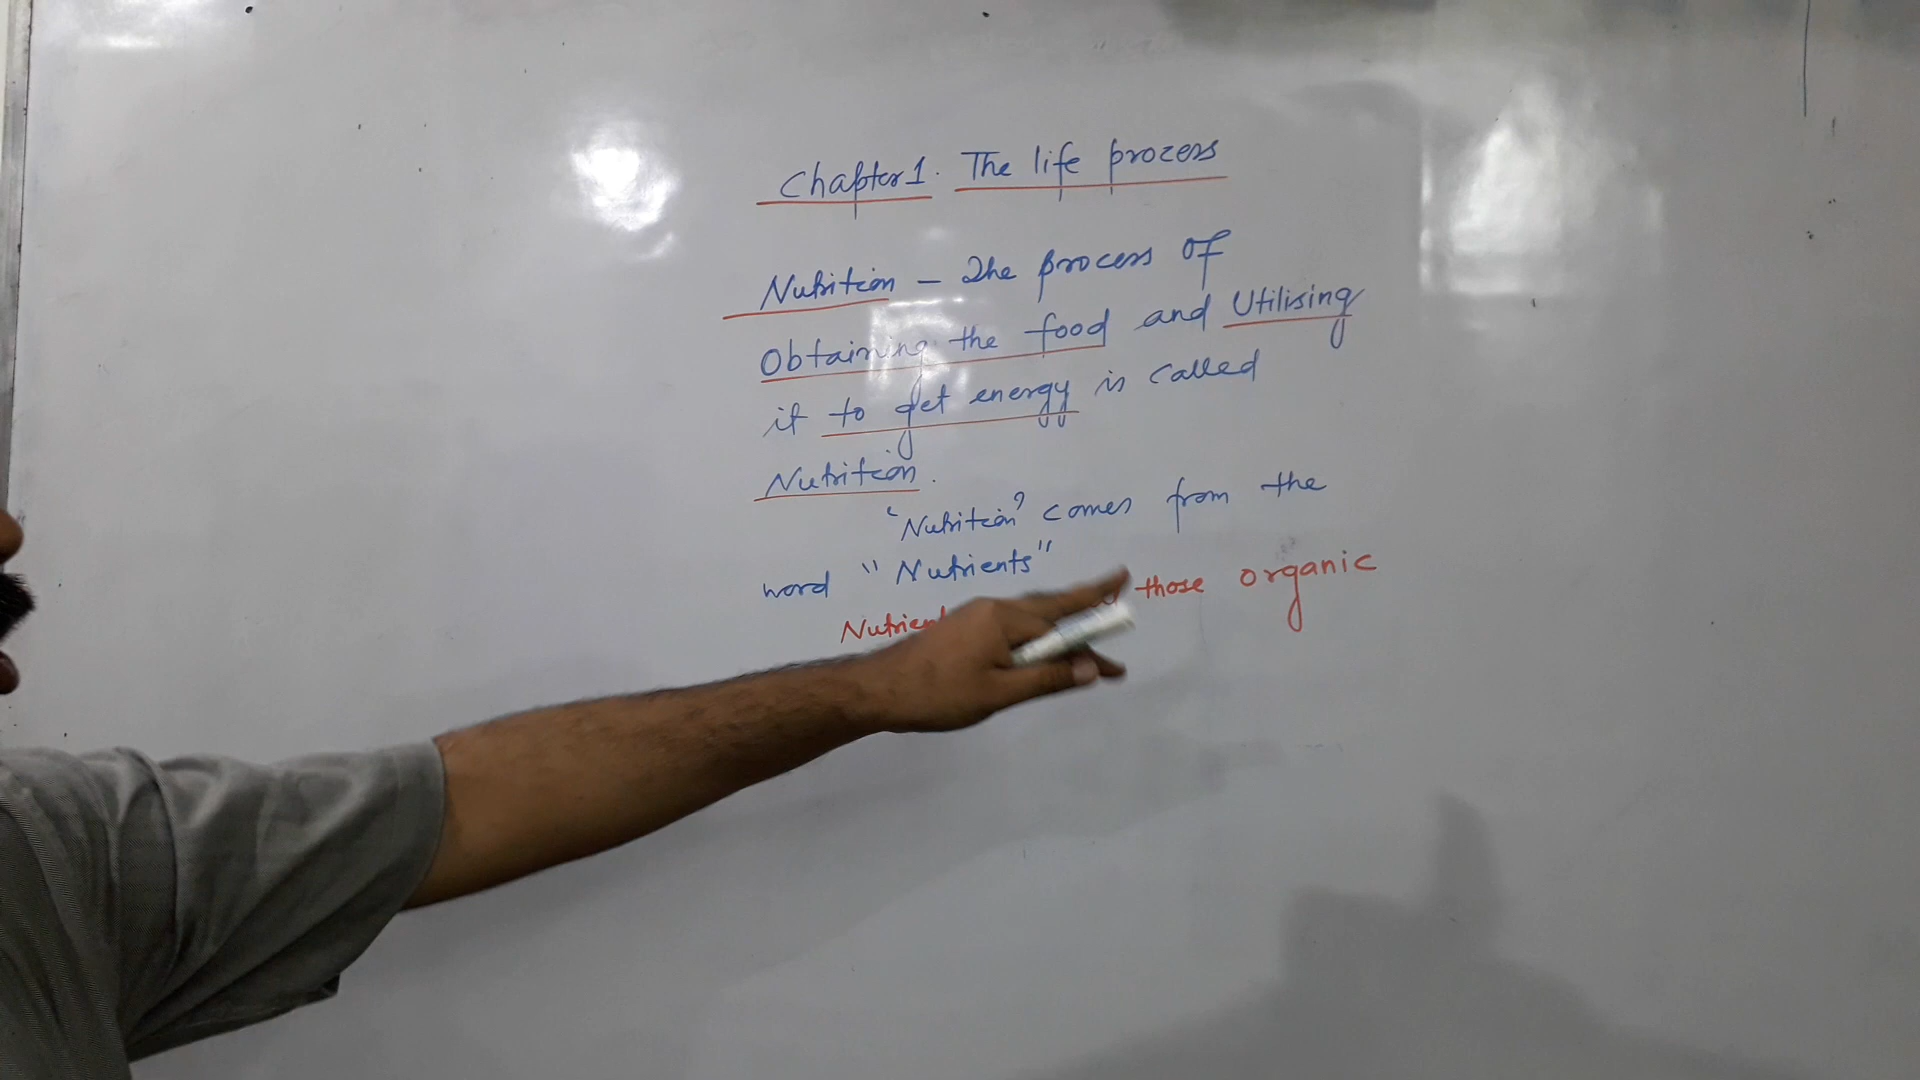 Chapter 1. The life process
Nutrition - The process of
Obtaining the food and Utilising
it to get energy is called
Nutrition.
'Nutrition' comes from the
word "Nutrients"
those organic